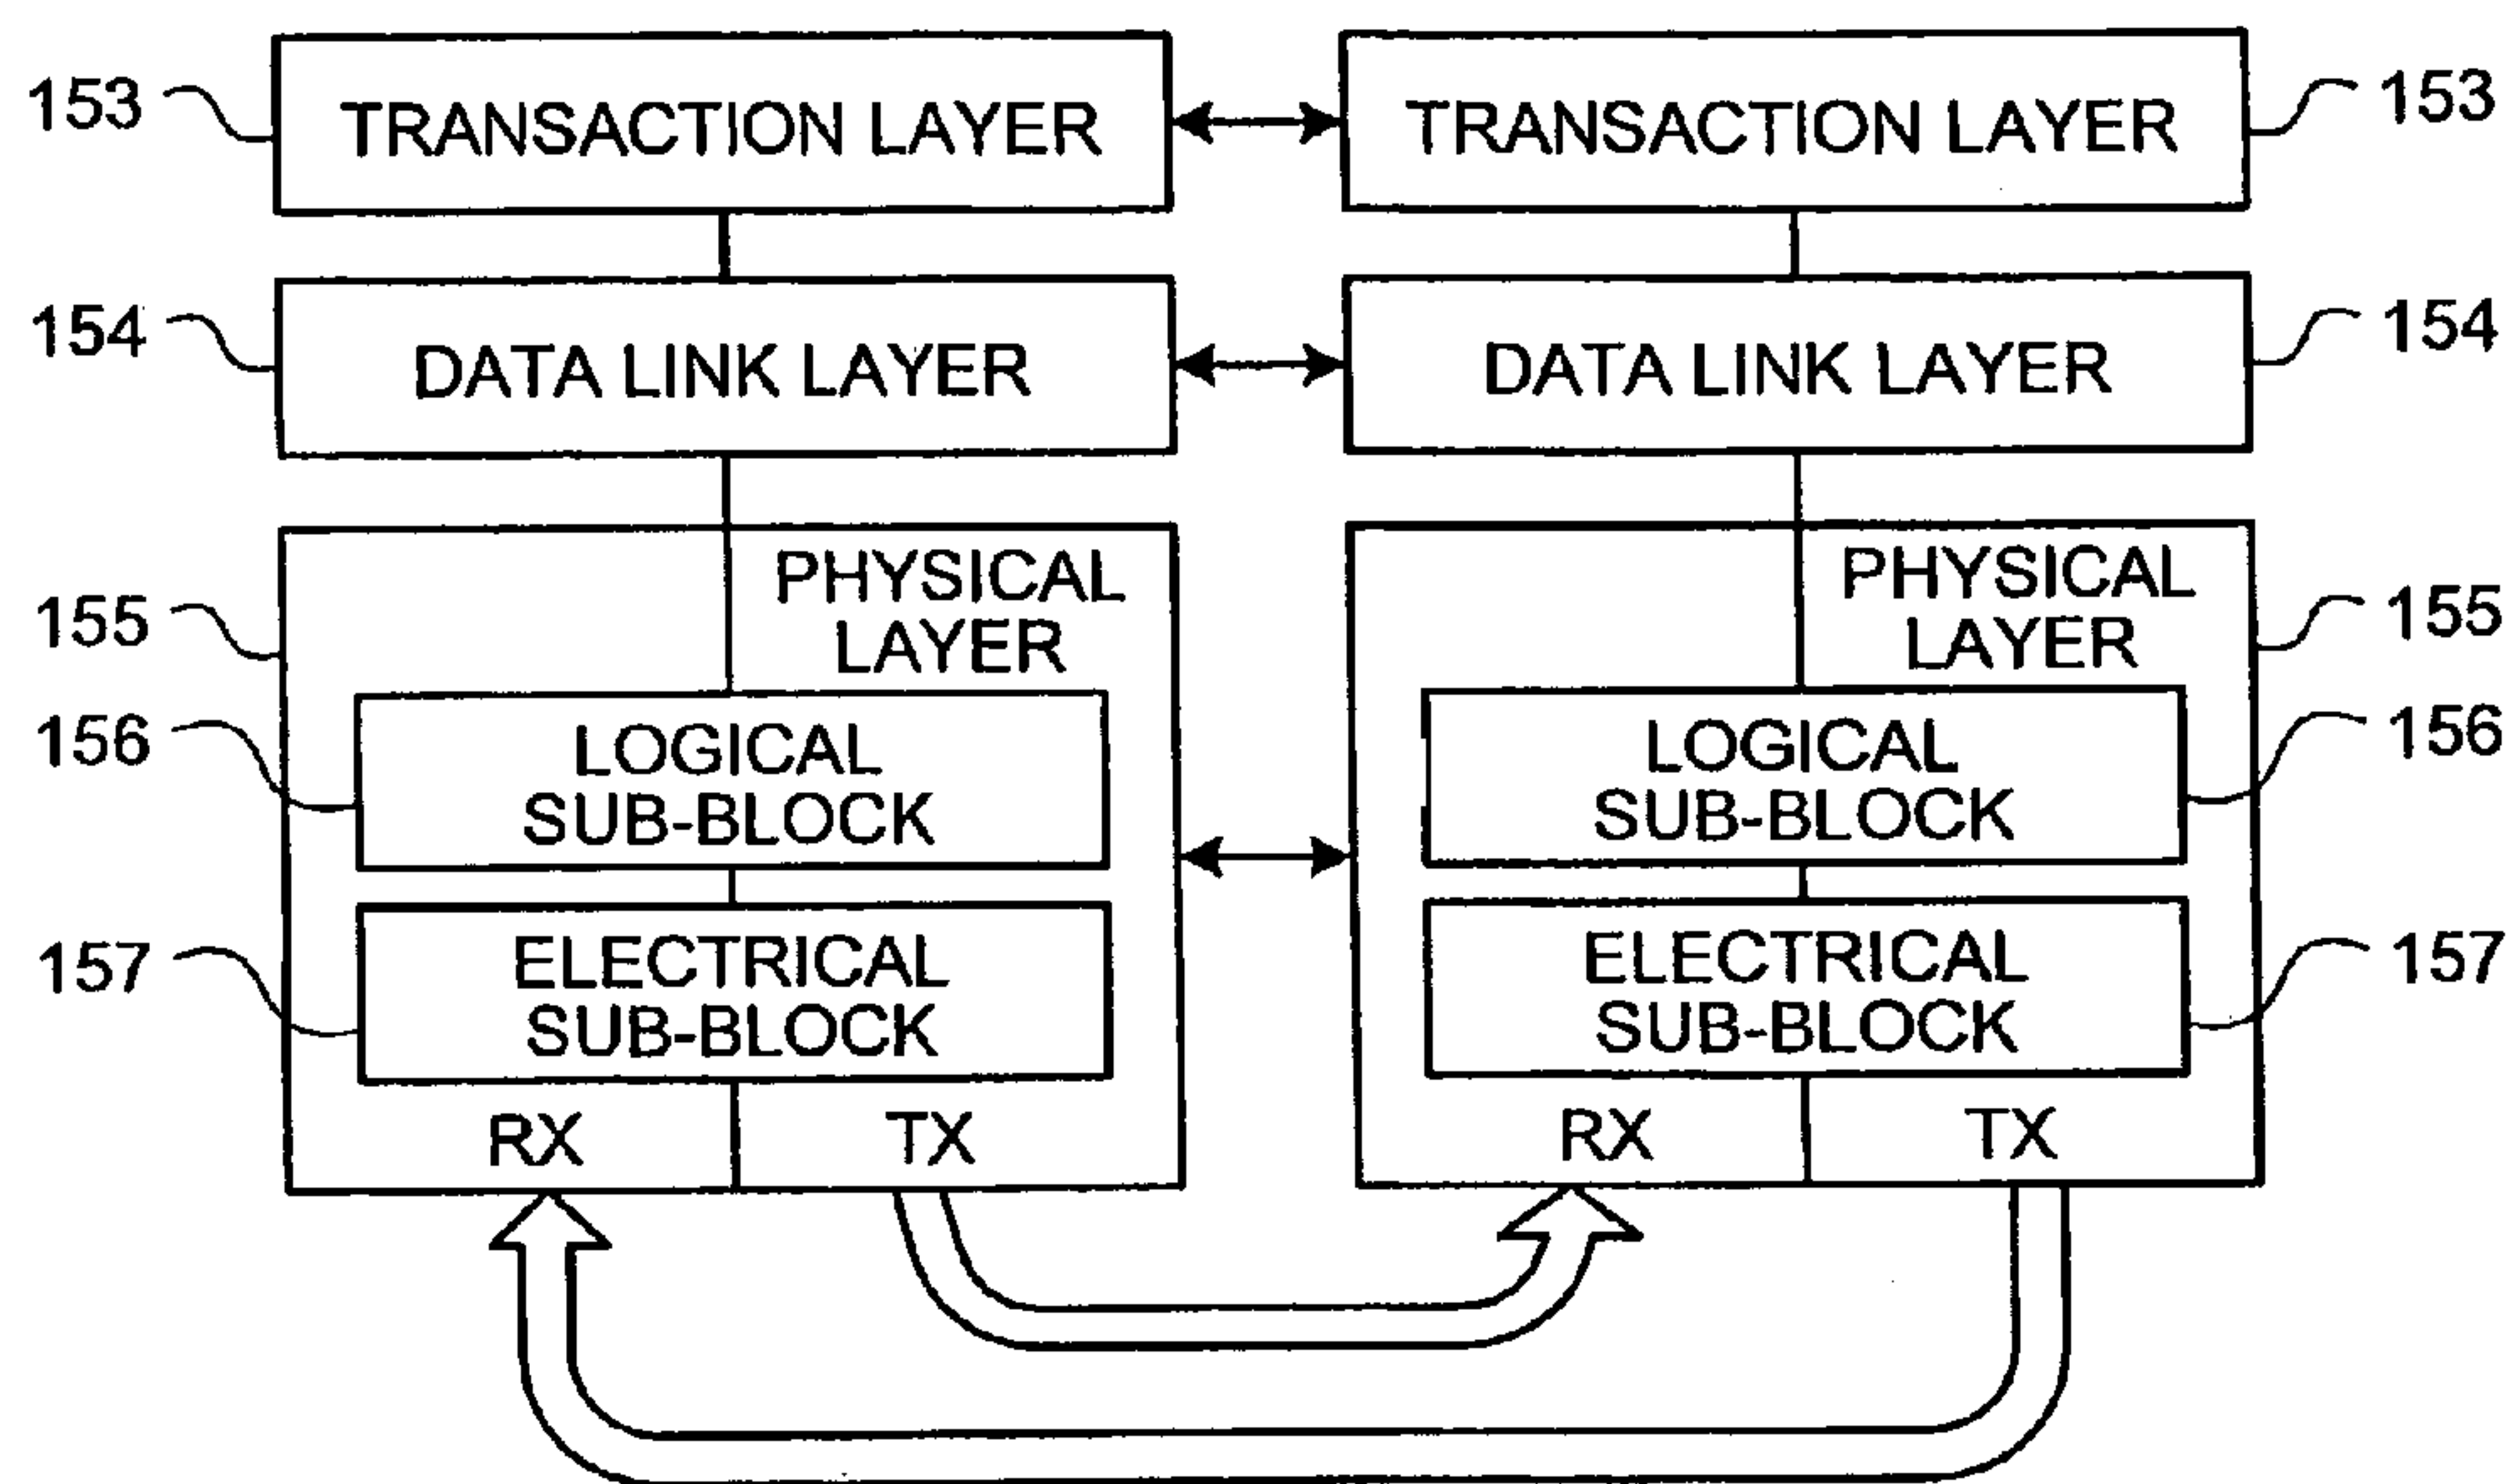 153 TRANSACTION LAYER TRANSACTION LAYER 153
154 DATA LINK LAYER DATA LINK LAYER 154
PHYSICAL PHYSICAL
155 LAYER LAYER 155
156 LOGICAL LOGICAL 156
SUB-BLOCK SUB-BLOCK
157 ELECTRICAL ELECTRICAL 157
SUB-BLOCK SUB-BLOCK
RX TX RX TX